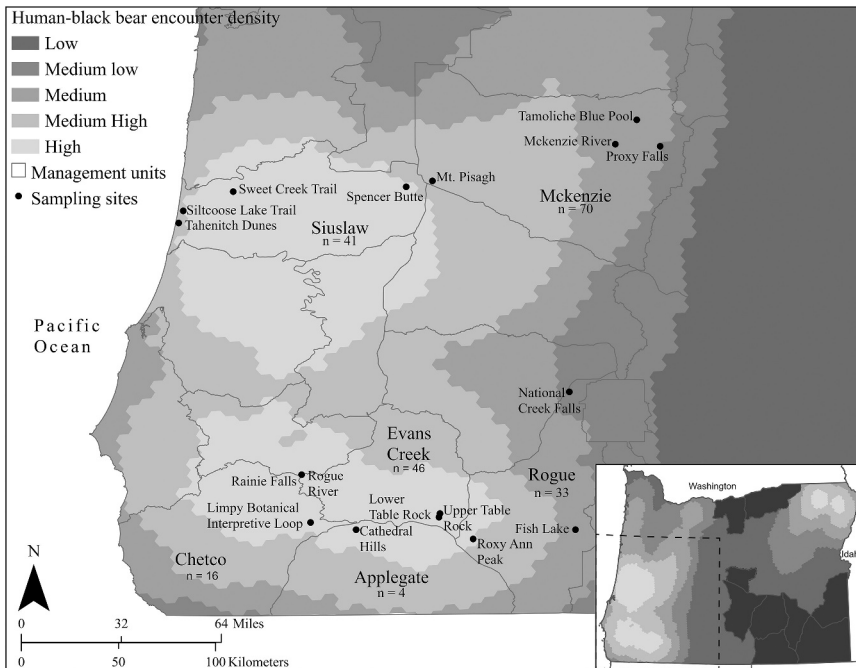 Human-black bear encounter density
Low
Medium low
Medium
Medium High
High
Management units
Sampling sites
Tamoliche Blue Pool
Mckenzie River
Proxy Falls
Mt. Pisagh
Mckenzie
n = 70
Sweet Creek Trail
Spencer Butte
Siltcoose Lake Trail
Tahenitch Dunes
Siuslaw
n = 41
Pacific
Ocean
National
Creek Falls
Evans
Creek
n = 46
Rainie Falls
Rogue
River
Rogue
n = 33
Limpy Botanical
Interpretive Loop
Lower
Table Rock
Upper Table
Rock
Fish Lake
Cathedral
Hills
Roxy Ann
Peak
Chetco
n = 16
Applegate
n = 4
N
0 32 64 Miles
0 50 100 Kilometers
Washington
Idah